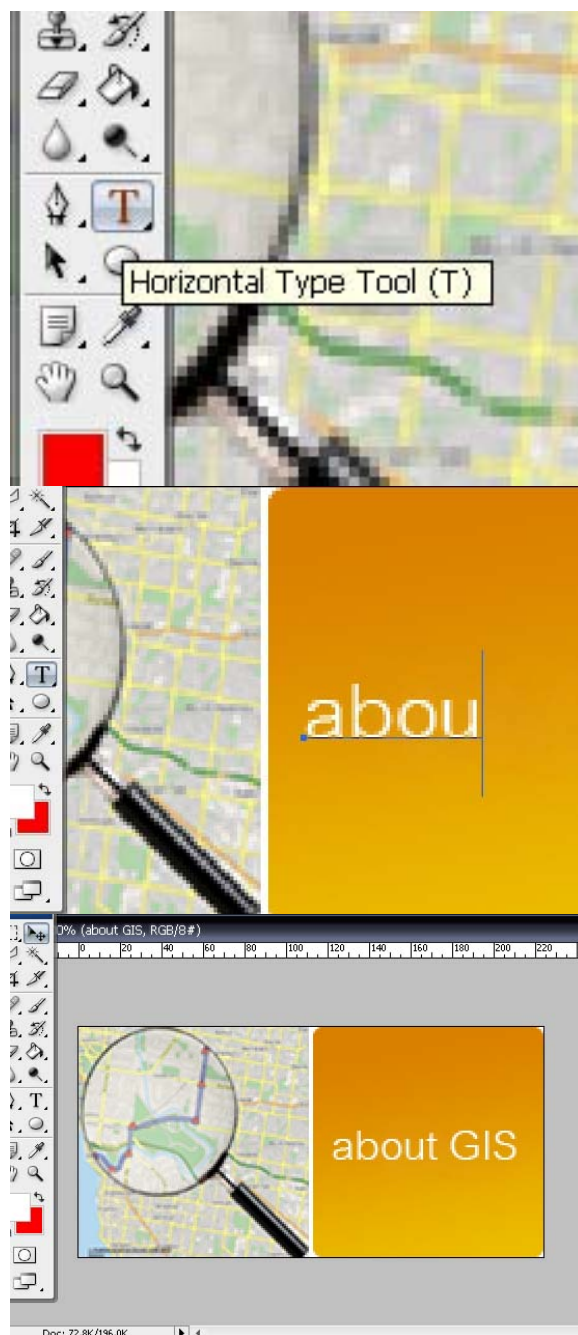 T
Horizontal Type Tool (T)
T
abou
0% (about GIS, RGB/8#)
0 20 40 60 80 100 120 140 160 180 200 220
T
about GIS
Doc: 72.8K/196.0K